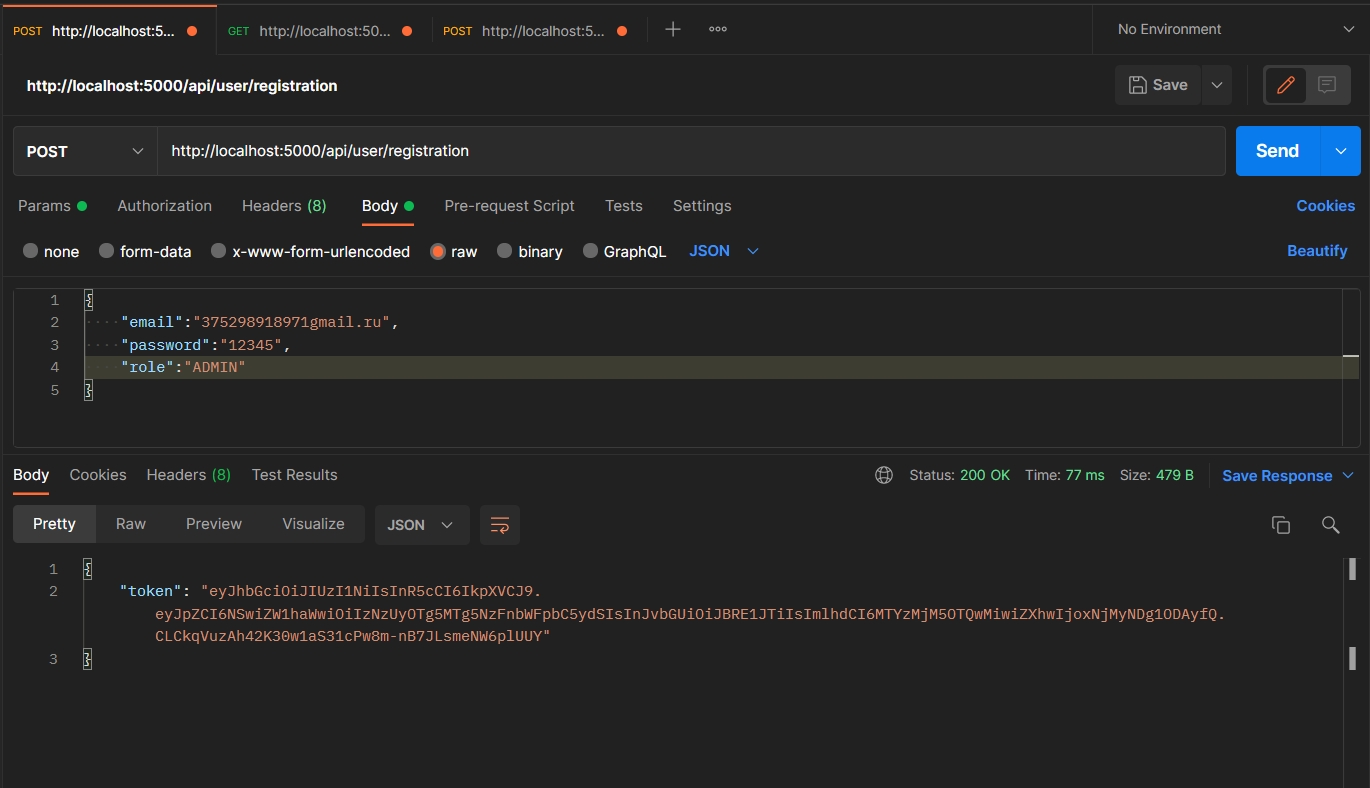 POST http://localhost:5... GET http://localhost:50... POST http://localhost:5... No Environment
http://localhost:5000/api/user/registration Save
POST http://localhost:5000/api/user/registration Send
Params Authorization Headers (8) Body Pre-request Script Tests Settings Cookies
none form-data x-www-form-urlencoded raw binary GraphQL JSON Beautify
1 {
2 "email":"375298918971gmail.ru",
3 "password":"12345",
4 "role":"ADMIN"
5 }
Body Cookies Headers (8) Test Results Status: 200 OK Time: 77 ms Size: 479 B Save Response
Pretty Raw Preview Visualize JSON
1 {
2 "token": "eyJhbGciOiJIUzI1NiIsInR5cCI6IkpXVCJ9.
eyJpZCI6NSwiZW1haWwiOiIzNzUyOTg5MTg5NzFnbWFpbC5ydSIsInJvbGUiOiJBRE1JTiIsImlhdCI6MTYzMjM5OTQwMiwiZXhwIjoxNjMyNDg1ODAyfQ.
CLCkqVuzAh42K30w1aS31cPw8m-nB7JLsmeNW6plUUY"
3 }